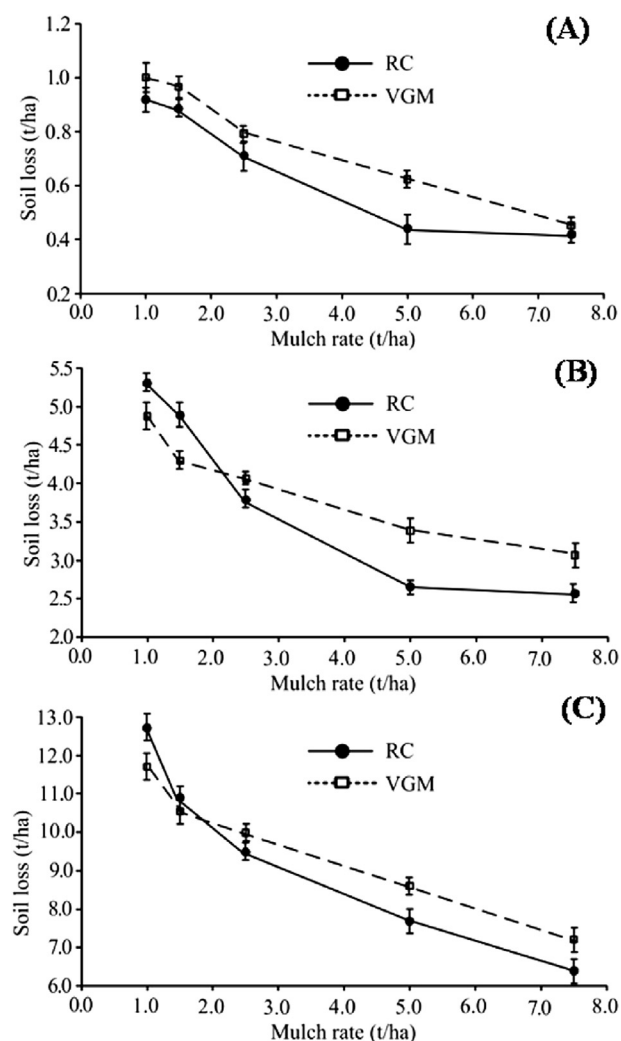 (A)
1.2
1.0
0.8
0.6
0.4
0.2
Soil loss (t/ha)
RC
VGM
0.0 1.0 2.0 3.0 4.0 5.0 6.0 7.0 8.0
Mulch rate (t/ha)
(B)
5.5
5.0
4.5
4.0
3.5
3.0
2.5
2.0
Soil loss (t/ha)
RC
VGM
0.0 1.0 2.0 3.0 4.0 5.0 6.0 7.0 8.0
Mulch rate (t/ha)
(C)
13.0
12.0
11.0
10.0
9.0
8.0
7.0
6.0
Soil loss (t/ha)
RC
VGM
0.0 1.0 2.0 3.0 4.0 5.0 6.0 7.0 8.0
Mulch rate (t/ha)